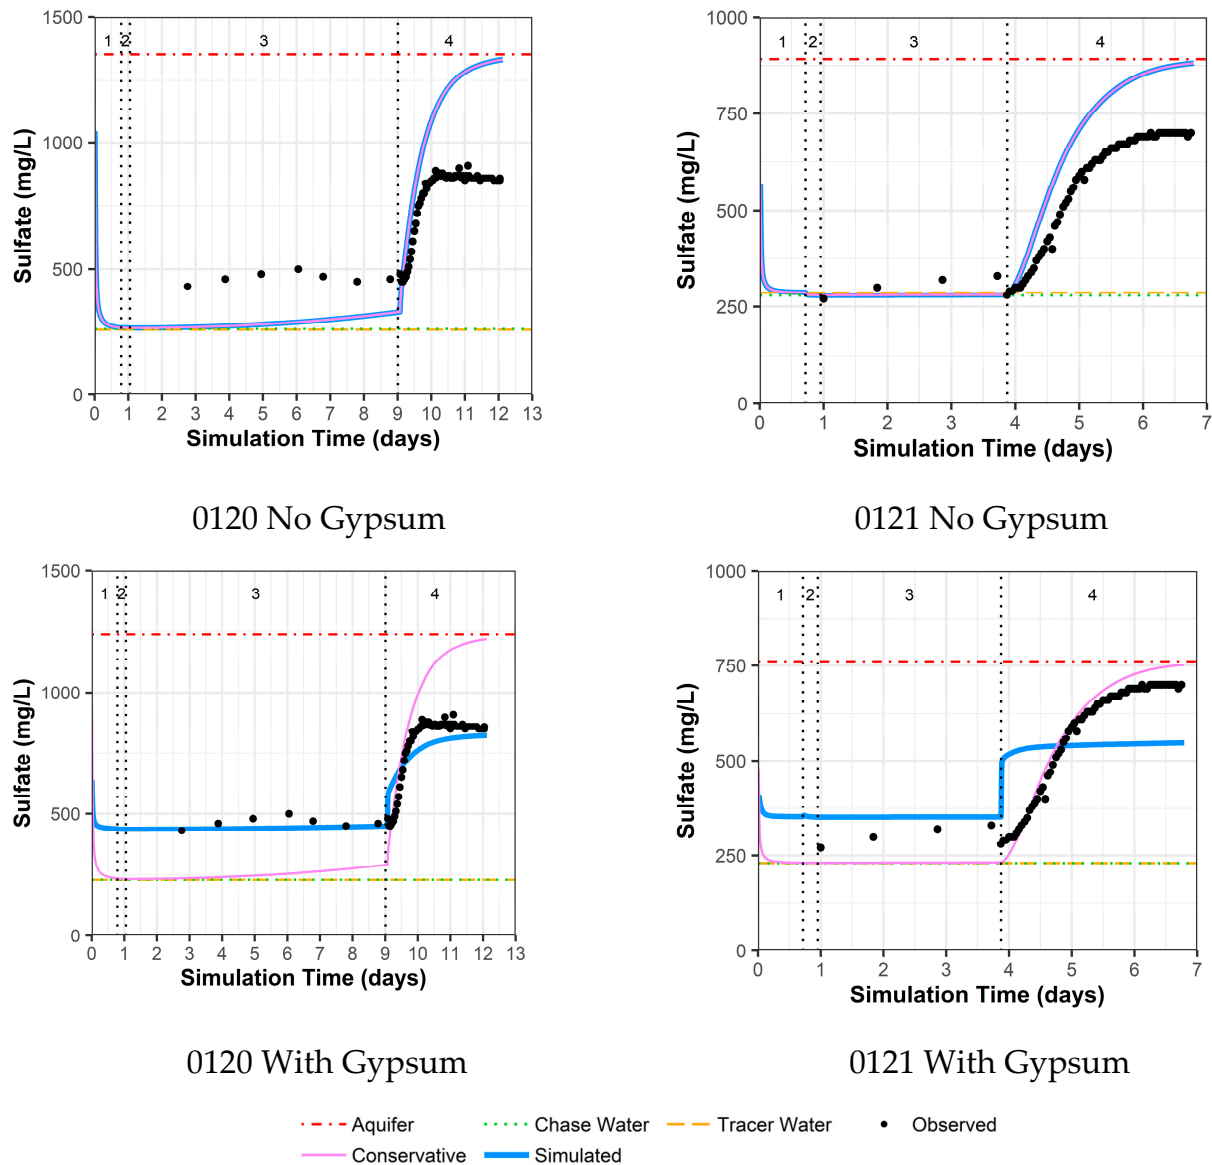 1500
1000
500
0
Sulfate (mg/L)
1 2 3 4
0 1 2 3 4 5 6 7 8 9 10 11 12 13
Simulation Time (days)
0120 No Gypsum
1000
750
500
250
0
Sulfate (mg/L)
1 2 3 4
0 1 2 3 4 5 6 7
Simulation Time (days)
0121 No Gypsum
1500
1000
500
0
Sulfate (mg/L)
1 2 3 4
0 1 2 3 4 5 6 7 8 9 10 11 12 13
Simulation Time (days)
0120 With Gypsum
1000
750
500
250
0
Sulfate (mg/L)
1 2 3 4
0 1 2 3 4 5 6 7
Simulation Time (days)
0121 With Gypsum
Aquifer Chase Water Tracer Water Observed
Conservative Simulated